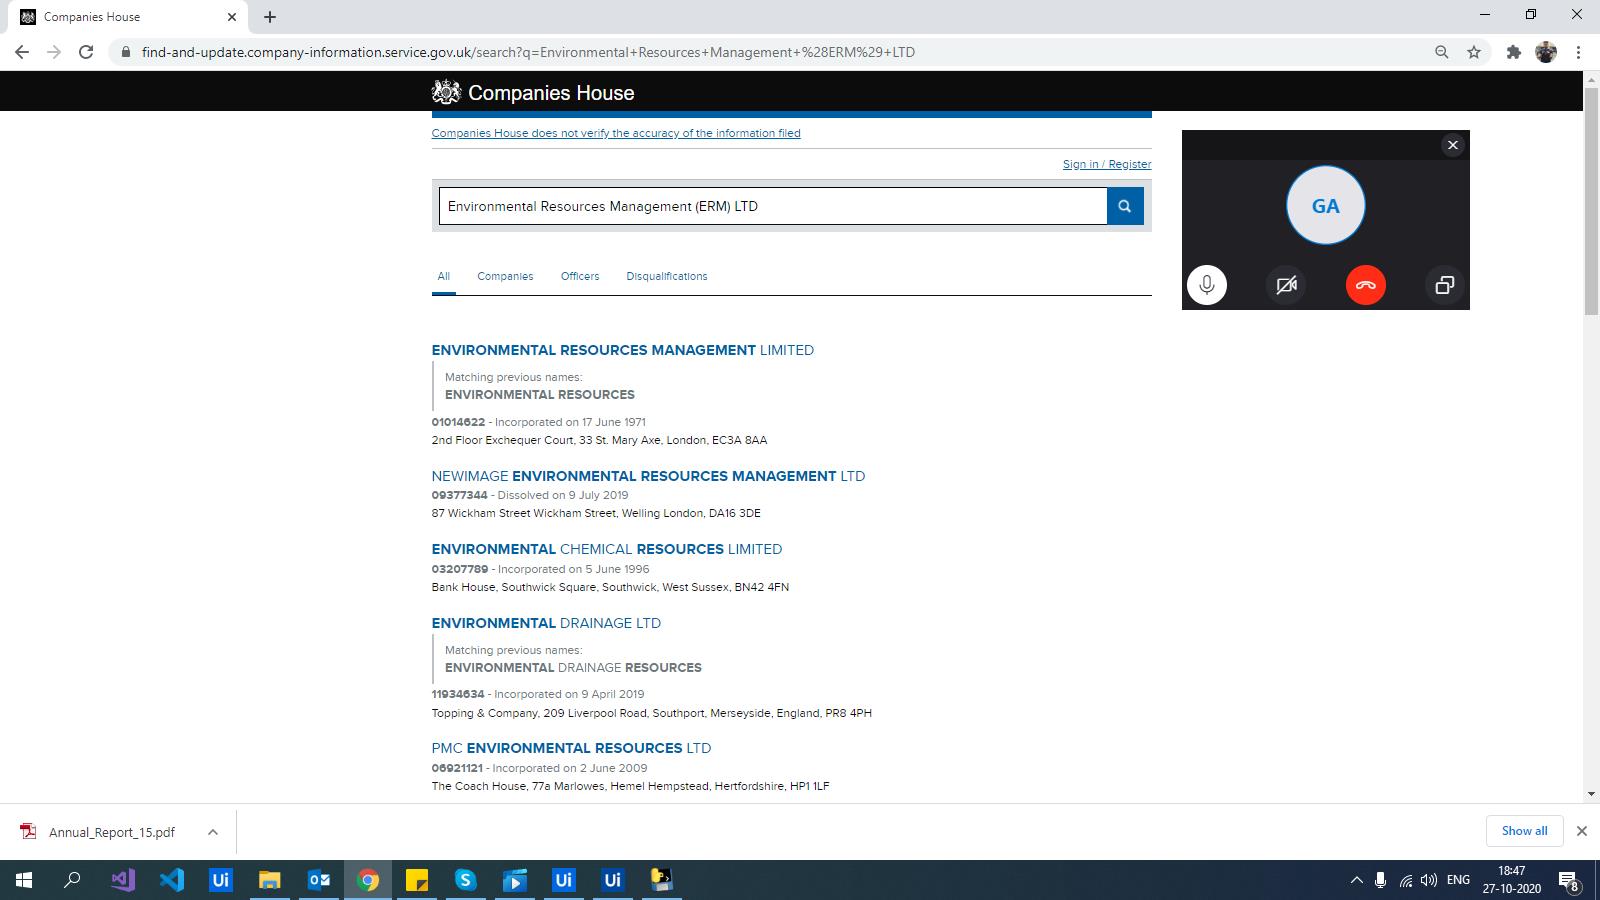 Companies House
find-and-update.company-information.service.gov.uk/search?q=Environmental+Resources+Management+%28ERM%29+LTD
Companies House
Companies House does not verify the accuracy of the information filed
Sign in / Register
Environmental Resources Management (ERM) LTD
GA
All Companies Officers Disqualifications
ENVIRONMENTAL RESOURCES MANAGEMENT LIMITED
Matching previous names:
ENVIRONMENTAL RESOURCES
01014622 - Incorporated on 17 June 1971
2nd Floor Exchequer Court, 33 St. Mary Axe, London, EC3A 8AA
NEWIMAGE ENVIRONMENTAL RESOURCES MANAGEMENT LTD
09377344 - Dissolved on 9 July 2019
87 Wickham Street Wickham Street, Welling London, DA16 3DE
ENVIRONMENTAL CHEMICAL RESOURCES LIMITED
03207789 - Incorporated on 5 June 1996
Bank House, Southwick Square, Southwick, West Sussex, BN42 4FN
ENVIRONMENTAL DRAINAGE LTD
Matching previous names:
ENVIRONMENTAL DRAINAGE RESOURCES
11934634 - Incorporated on 9 April 2019
Topping & Company, 209 Liverpool Road, Southport, Merseyside, England, PR8 4PH
PMC ENVIRONMENTAL RESOURCES LTD
06921121 - Incorporated on 2 June 2009
The Coach House, 77a Marlowes, Hemel Hempstead, Hertfordshire, HP1 1LF
Annual_Report_15.pdf
Show all
Ui
Ui
Ui
ENG
18:47
27-10-2020
8